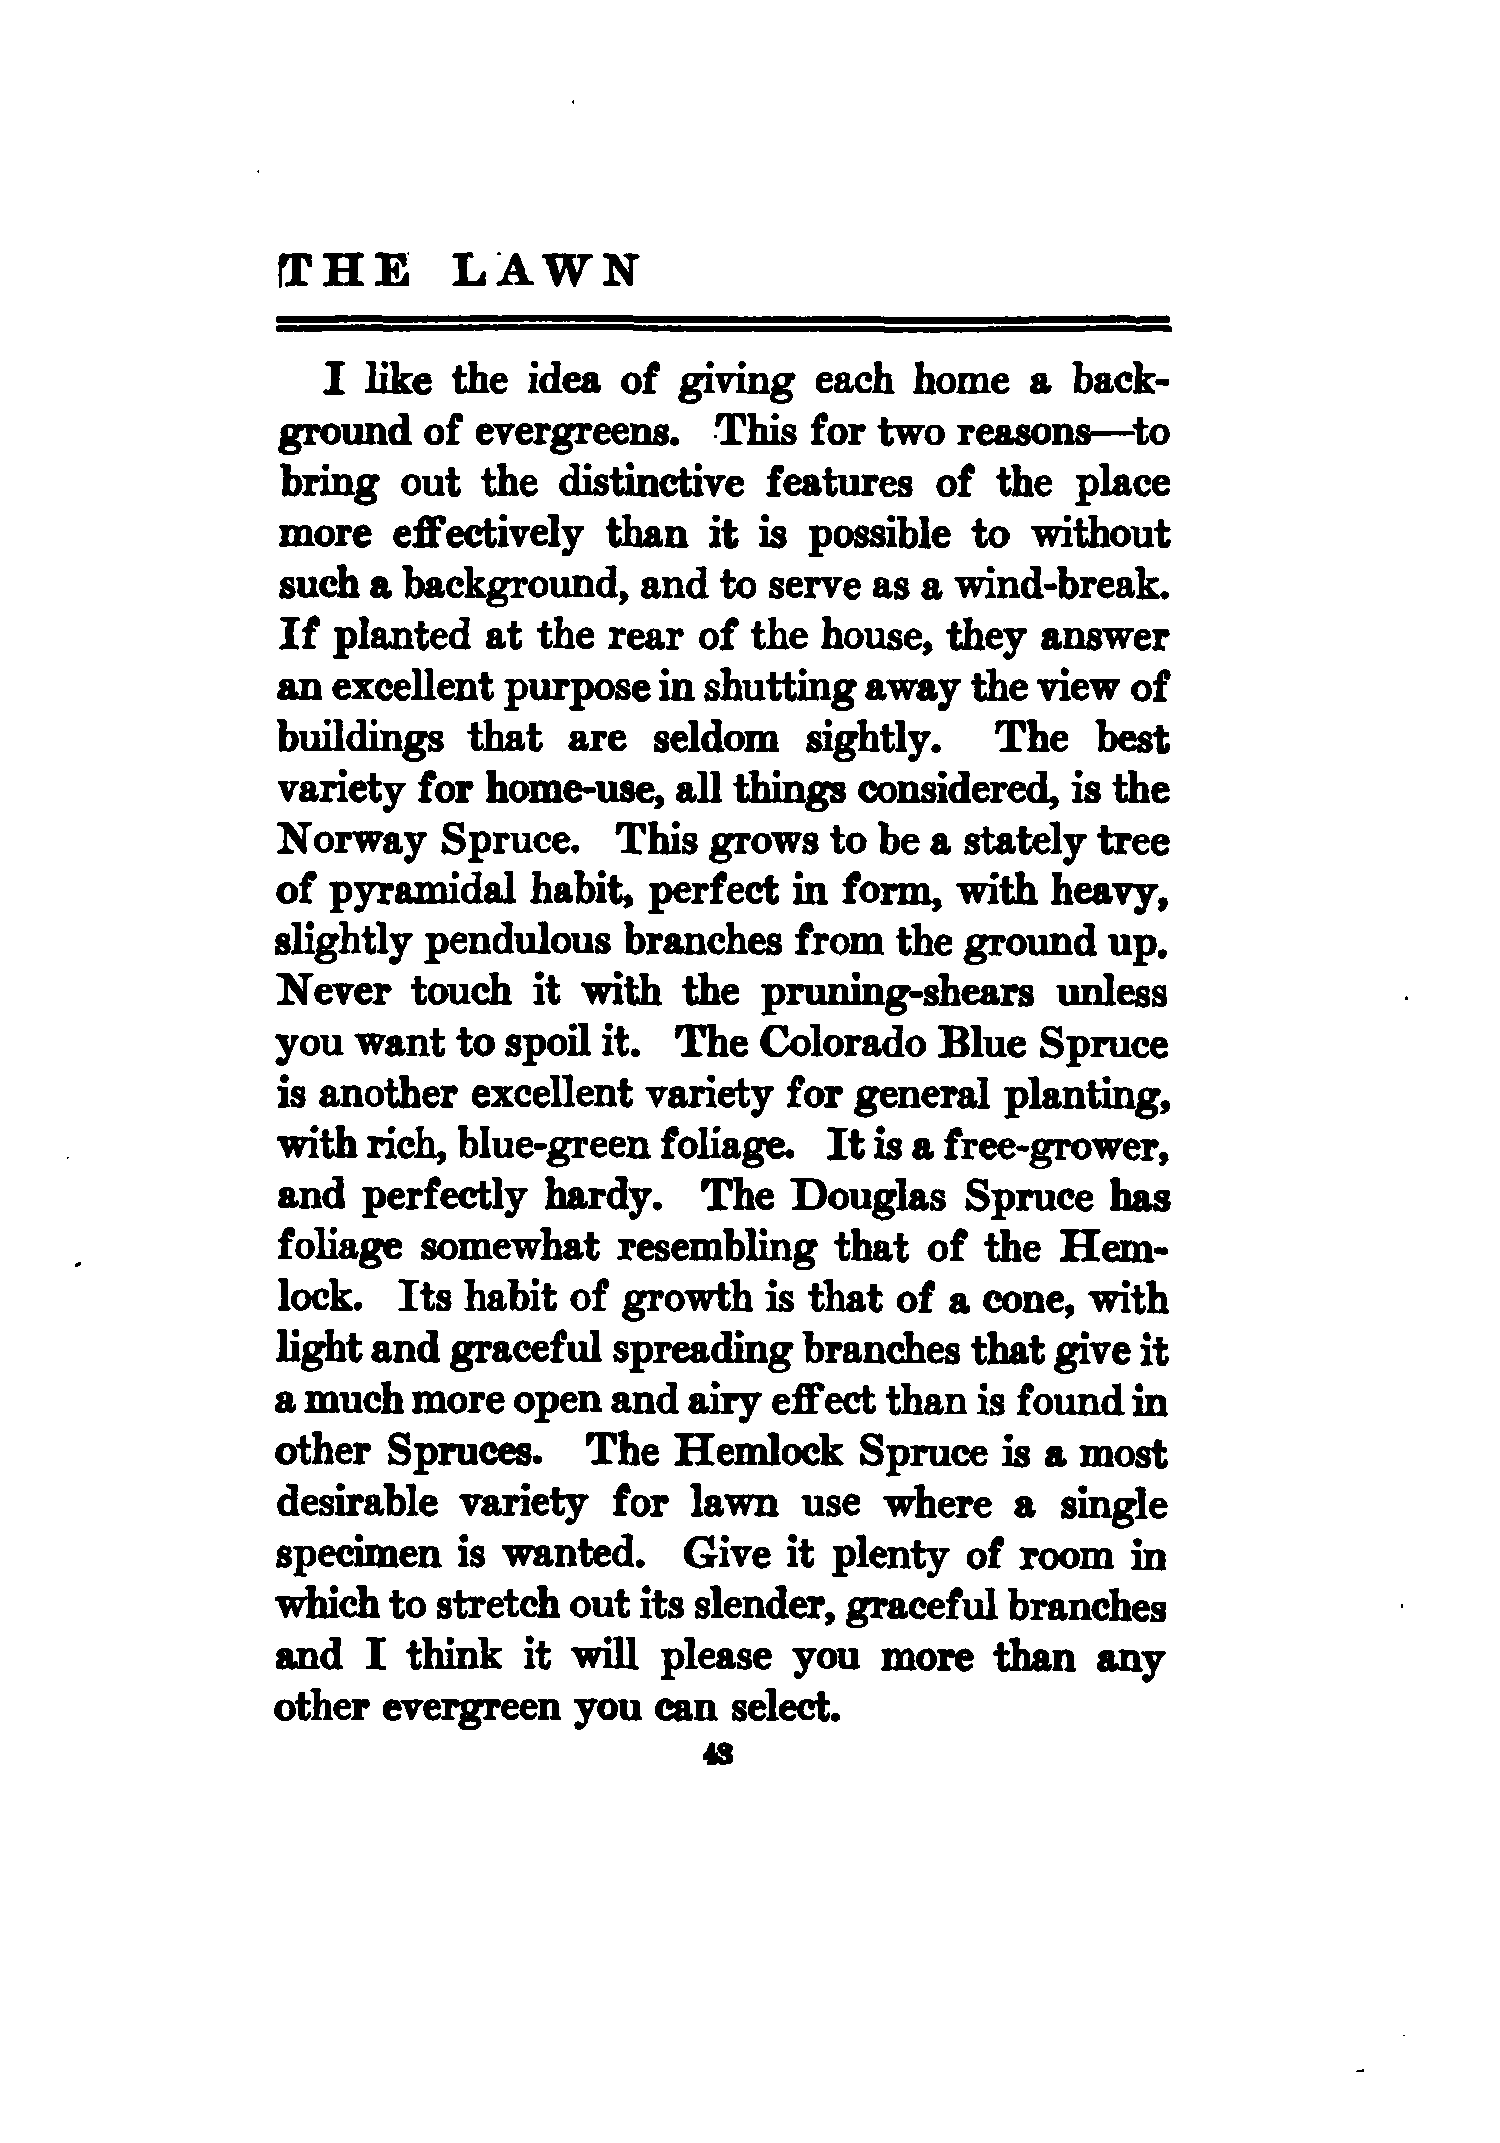 THE LAWN
I like the idea of giving each home a back-
ground of evergreens. This for two reasons—to
bring out the distinctive features of the place
more effectively than it is possible to without
such a background, and to serve as a wind-break.
If planted at the rear of the house, they answer
an excellent purpose in shutting away the view of
buildings that are seldom sightly. The best
variety for home-use, all things considered, is the
Norway Spruce. This grows to be a stately tree
of pyramidal habit, perfect in form, with heavy,
slightly pendulous branches from the ground up.
Never touch it with the pruning-shears unless
you want to spoil it. The Colorado Blue Spruce
is another excellent variety for general planting,
with rich, blue-green foliage. It is a free-grower,
and perfectly hardy. The Douglas Spruce has
foliage somewhat resembling that of the Hem-
lock. Its habit of growth is that of a cone, with
light and graceful spreading branches that give it
a much more open and airy effect than is found in
other Spruces. The Hemlock Spruce is a most
desirable variety for lawn use where a single
specimen is wanted. Give it plenty of room in
which to stretch out its slender, graceful branches
and I think it will please you more than any
other evergreen you can select.
43